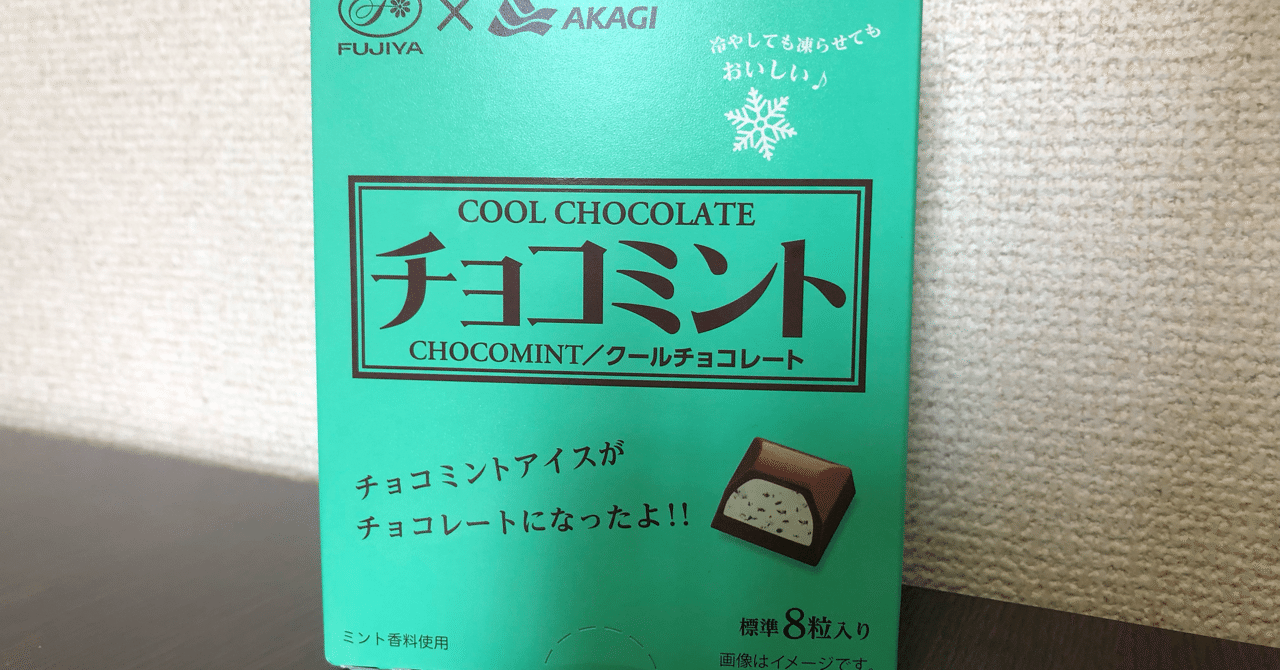 FUJIYA × AKAGI
冷やしても凍らせても
おいしい♪
COOL CHOCOLATE
チョコミント
CHOCOMINT/クールチョコレート
チョコミントアイスが
チョコレートになったよ!!
標準8粒入り
ミント香料使用
画像はイメージです。